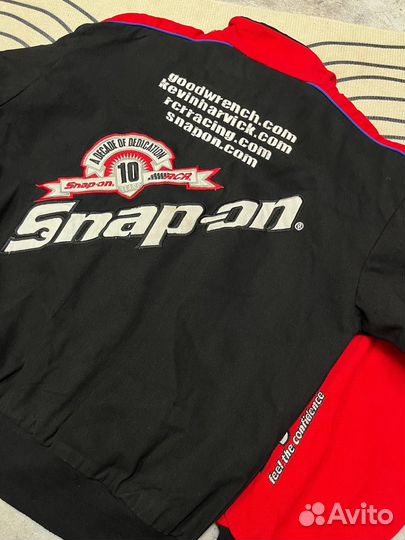 goodwrench.com
kevinharvick.com
rcrracing.com
snapon.com
A DECADE OF DEDICATION
10
Snap-on RCR
Snap-on®
feel the confidence
Avito